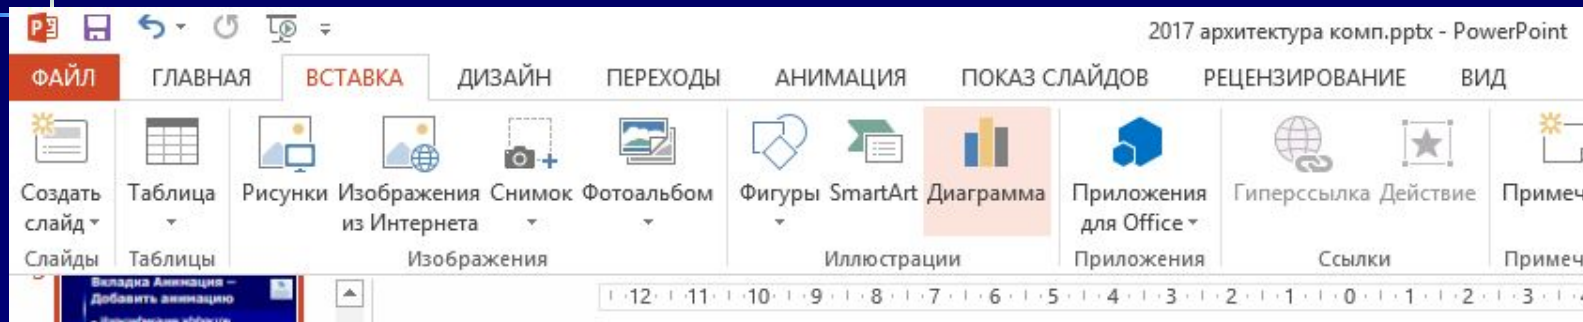 2017 архитектура комп.pptx - PowerPoint
ФАЙЛ ГЛАВНАЯ ВСТАВКА ДИЗАЙН ПЕРЕХОДЫ АНИМАЦИЯ ПОКАЗ СЛАЙДОВ РЕЦЕНЗИРОВАНИЕ ВИД
Создать Таблица Рисунки Изображения Снимок Фотоальбом Фигуры SmartArt Диаграмма Приложения Гиперссылка Действие Примеч
слайд из Интернета для Office
Слайды Таблицы Изображения Иллюстрации Приложения Ссылки Примеч
Вкладка Анимация –
Добавить анимацию
12 11 10 9 8 7 6 5 4 3 2 1 0 1 2 3